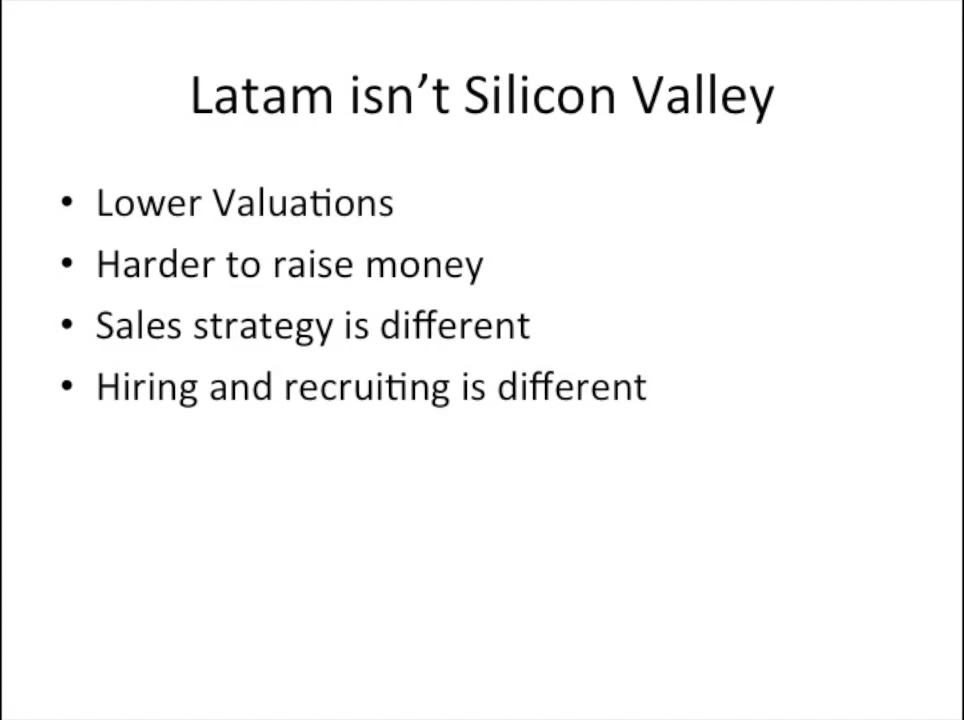 Latam isn’t Silicon Valley
• Lower Valuations
• Harder to raise money
• Sales strategy is different
• Hiring and recruiting is different